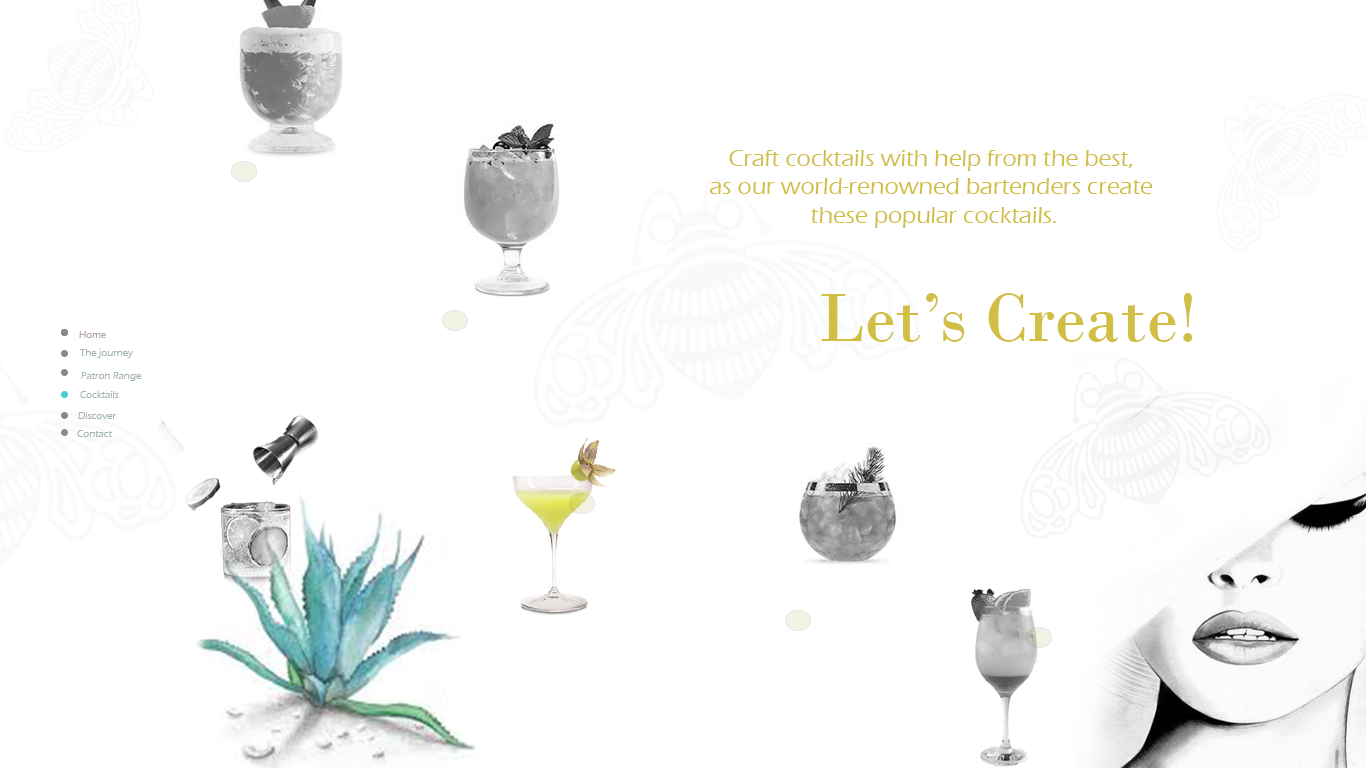 Craft cocktails with help from the best,
as our world-renowned bartenders create
these popular cocktails.
Let's Create!
Home
The journey
Patron Range
Cocktails
Discover
Contact